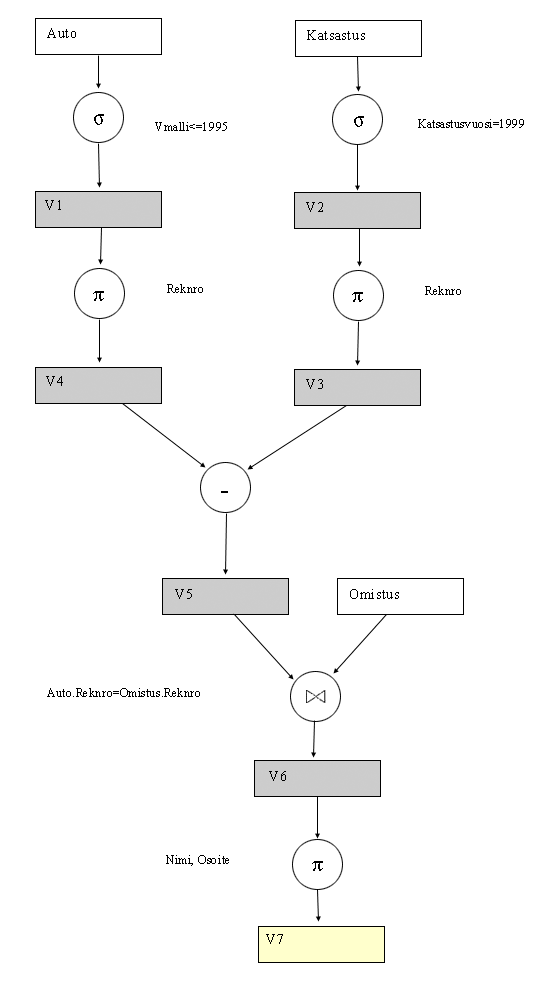 Auto
Katsastus
σ
Vmalli<=1995
σ
Katsastusvuosi=1999
V1
V2
π
Reknro
π
Reknro
V4
V3
-
V5
Omistus
Auto.Reknro=Omistus.Reknro
⋈
V6
Nimi, Osoite
π
V7